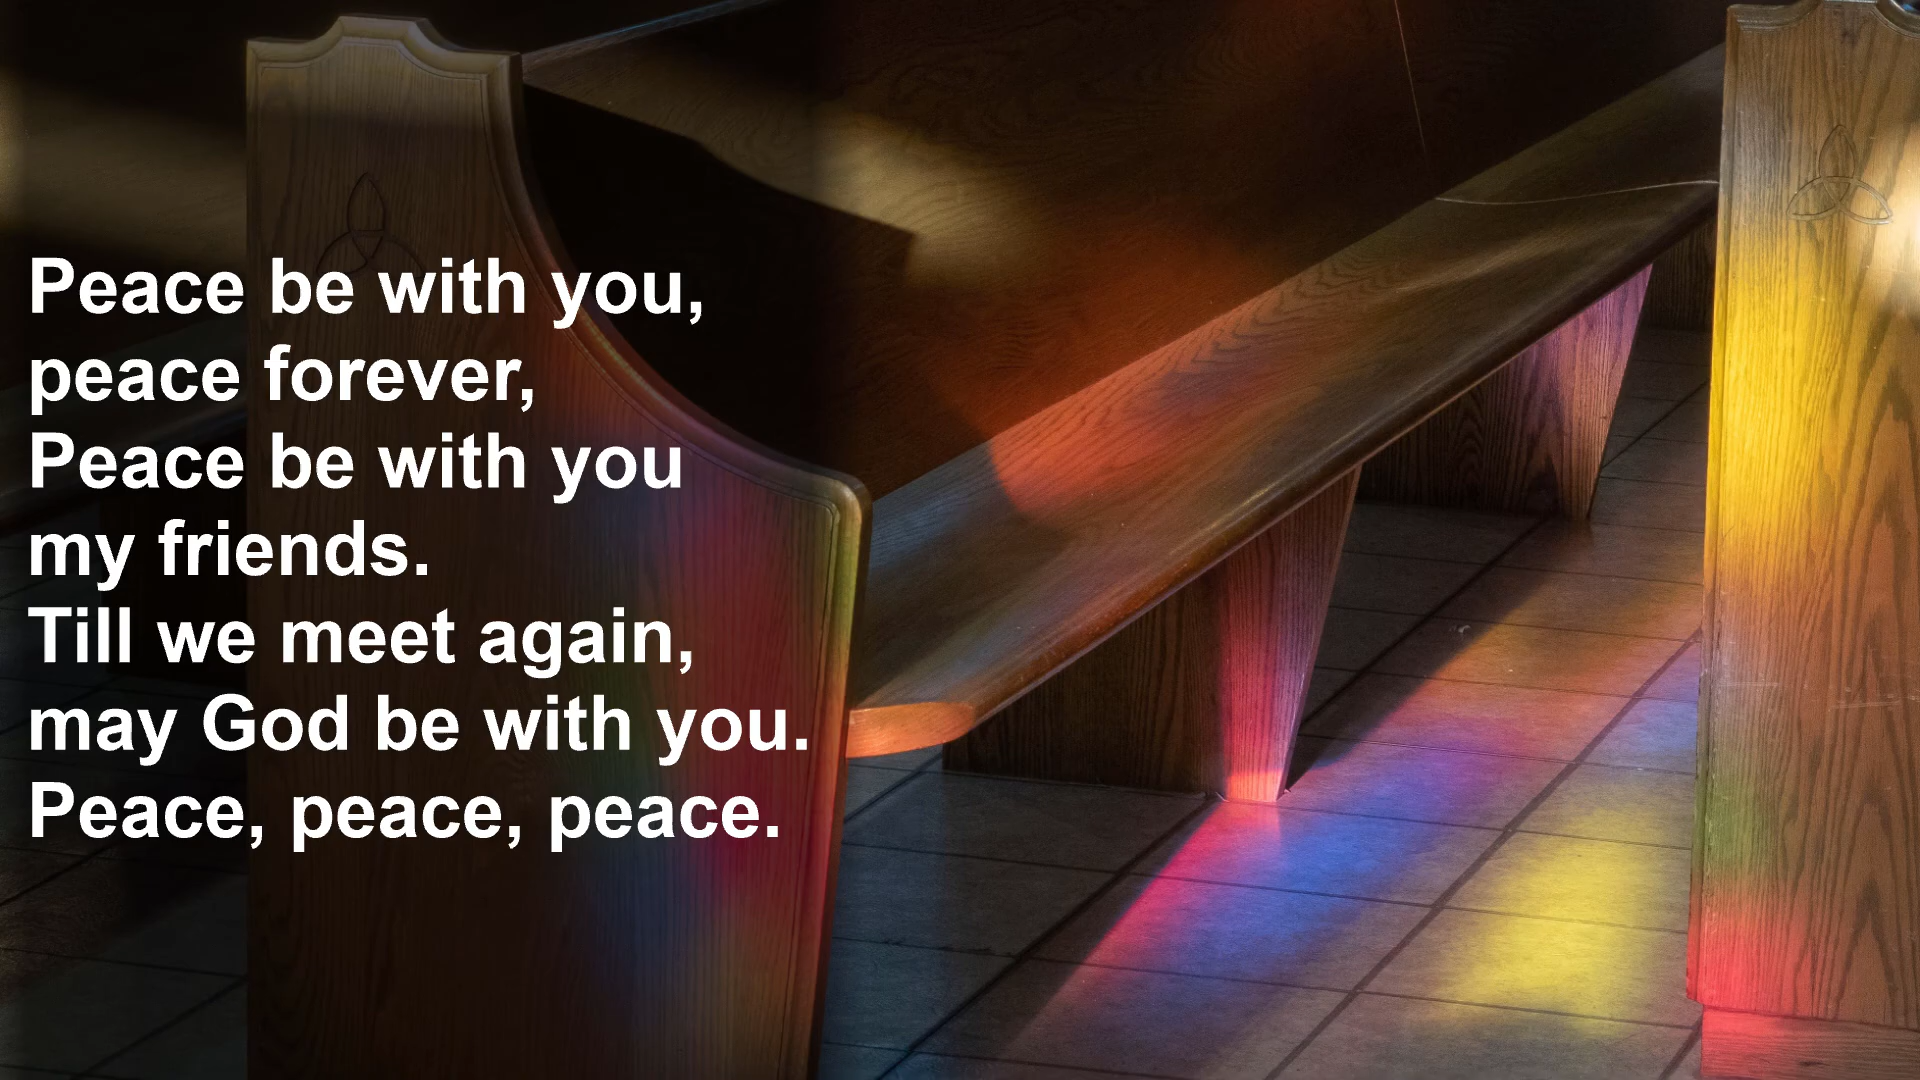 Peace be with you,
peace forever,
Peace be with you
my friends.
Till we meet again,
may God be with you.
Peace, peace, peace.